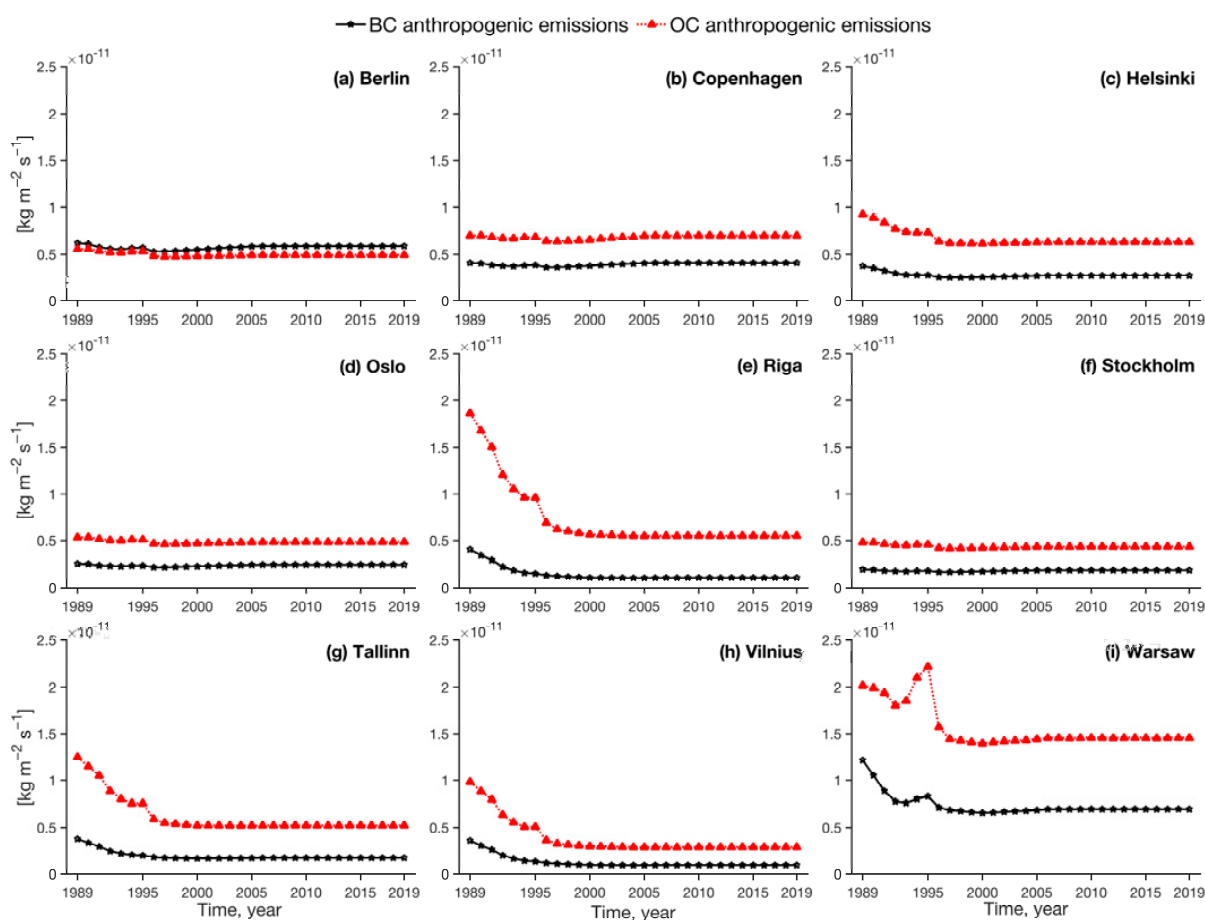 BC anthropogenic emissions OC anthropogenic emissions
×10⁻¹¹ ×10⁻¹¹ ×10⁻¹¹
2.5 2.5 2.5
(a) Berlin (b) Copenhagen (c) Helsinki
2 2 2
1.5 1.5 1.5
[kg m⁻² s⁻¹]
1 1 1
0.5 0.5 0.5
0 0 0
1989 1995 2000 2005 2010 2015 2019 1989 1995 2000 2005 2010 2015 2019 1989 1995 2000 2005 2010 2015 2019
×10⁻¹¹ ×10⁻¹¹ ×10⁻¹¹
2.5 2.5 2.5
(d) Oslo (e) Riga (f) Stockholm
2 2 2
1.5 1.5 1.5
[kg m⁻² s⁻¹]
1 1 1
0.5 0.5 0.5
0 0 0
1989 1995 2000 2005 2010 2015 2019 1989 1995 2000 2005 2010 2015 2019 1989 1995 2000 2005 2010 2015 2019
×10⁻¹¹ ×10⁻¹¹ ×10⁻¹¹
2.5 2.5 2.5
(g) Tallinn (h) Vilnius (i) Warsaw
2 2 2
1.5 1.5 1.5
[kg m⁻² s⁻¹]
1 1 1
0.5 0.5 0.5
0 0 0
1989 1995 2000 2005 2010 2015 2019 1989 1995 2000 2005 2010 2015 2019 1989 1995 2000 2005 2010 2015 2019
Time, year Time, year Time, year